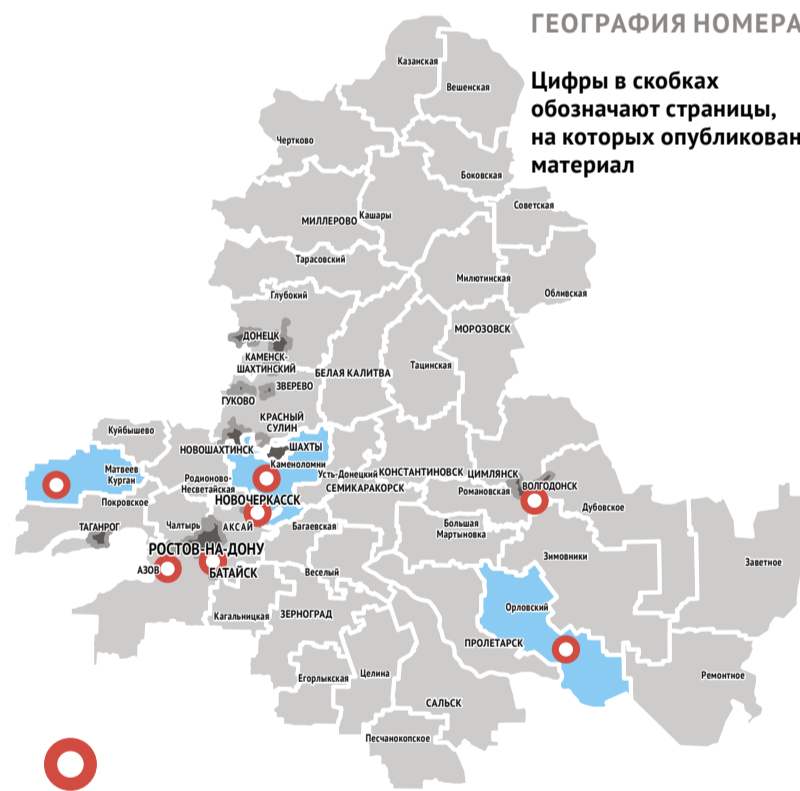 ГЕОГРАФИЯ НОМЕРА
Цифры в скобках
обозначают страницы,
на которых опубликован
материал
Казанская
Вешенская
Чертково
Боковская
Советская
МИЛЛЕРОВО
Кашары
Тарасовский
Милютинская
Обливская
Глубокий
МОРОЗОВСК
ДОНЕЦК
КАМЕНСК-
ШАХТИНСКИЙ
БЕЛАЯ КАЛИТВА
Тацинская
ЗВЕРЕВО
ГУКОВО
КРАСНЫЙ
СУЛИН
Куйбышево
НОВОШАХТИНСК
ШАХТЫ
Матвеев
Курган
Каменоломни
Родионово-
Несветайская
Усть-Донецкий
КОНСТАНТИНОВСК
ЦИМЛЯНСК
СЕМИКАРАКОРСК
Романовская
ВОЛГОДОНСК
Покровское
НОВОЧЕРКАССК
Дубовское
ТАГАНРОГ
Чалтырь
АКСАЙ
Багаевская
Большая
Мартыновка
РОСТОВ-НА-ДОНУ
Зимовники
Заветное
АЗОВ
БАТАЙСК
Веселый
Орловский
Кагальницкая
ЗЕРНОГРАД
ПРОЛЕТАРСК
Егорлыкская
Целина
Ремонтное
САЛЬСК
Песчанокопское